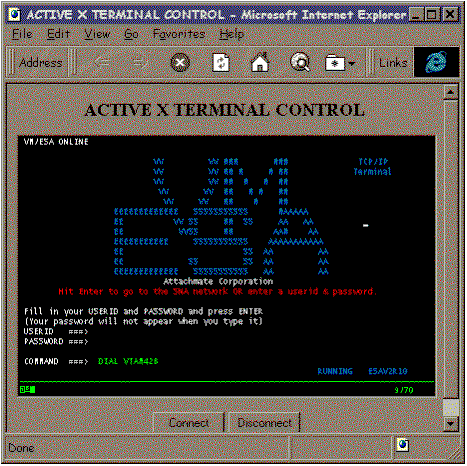 ACTIVE X TERMINAL CONTROL - Microsoft Internet Explorer
File Edit View Go Favorites Help
Address Links
ACTIVE X TERMINAL CONTROL
VM/ESA ONLINE
TCP/IP
Terminal
VM
ESA
Attachmate Corporation
Hit Enter to go to the SNA network OR enter a userid & password.
Fill in your USERID and PASSWORD and press ENTER
(Your password will not appear when you type it)
USERID ===>
PASSWORD ===>
COMMAND ===> DIAL VTAM428
RUNNING ESAV2R10
9/70
Connect Disconnect
Done